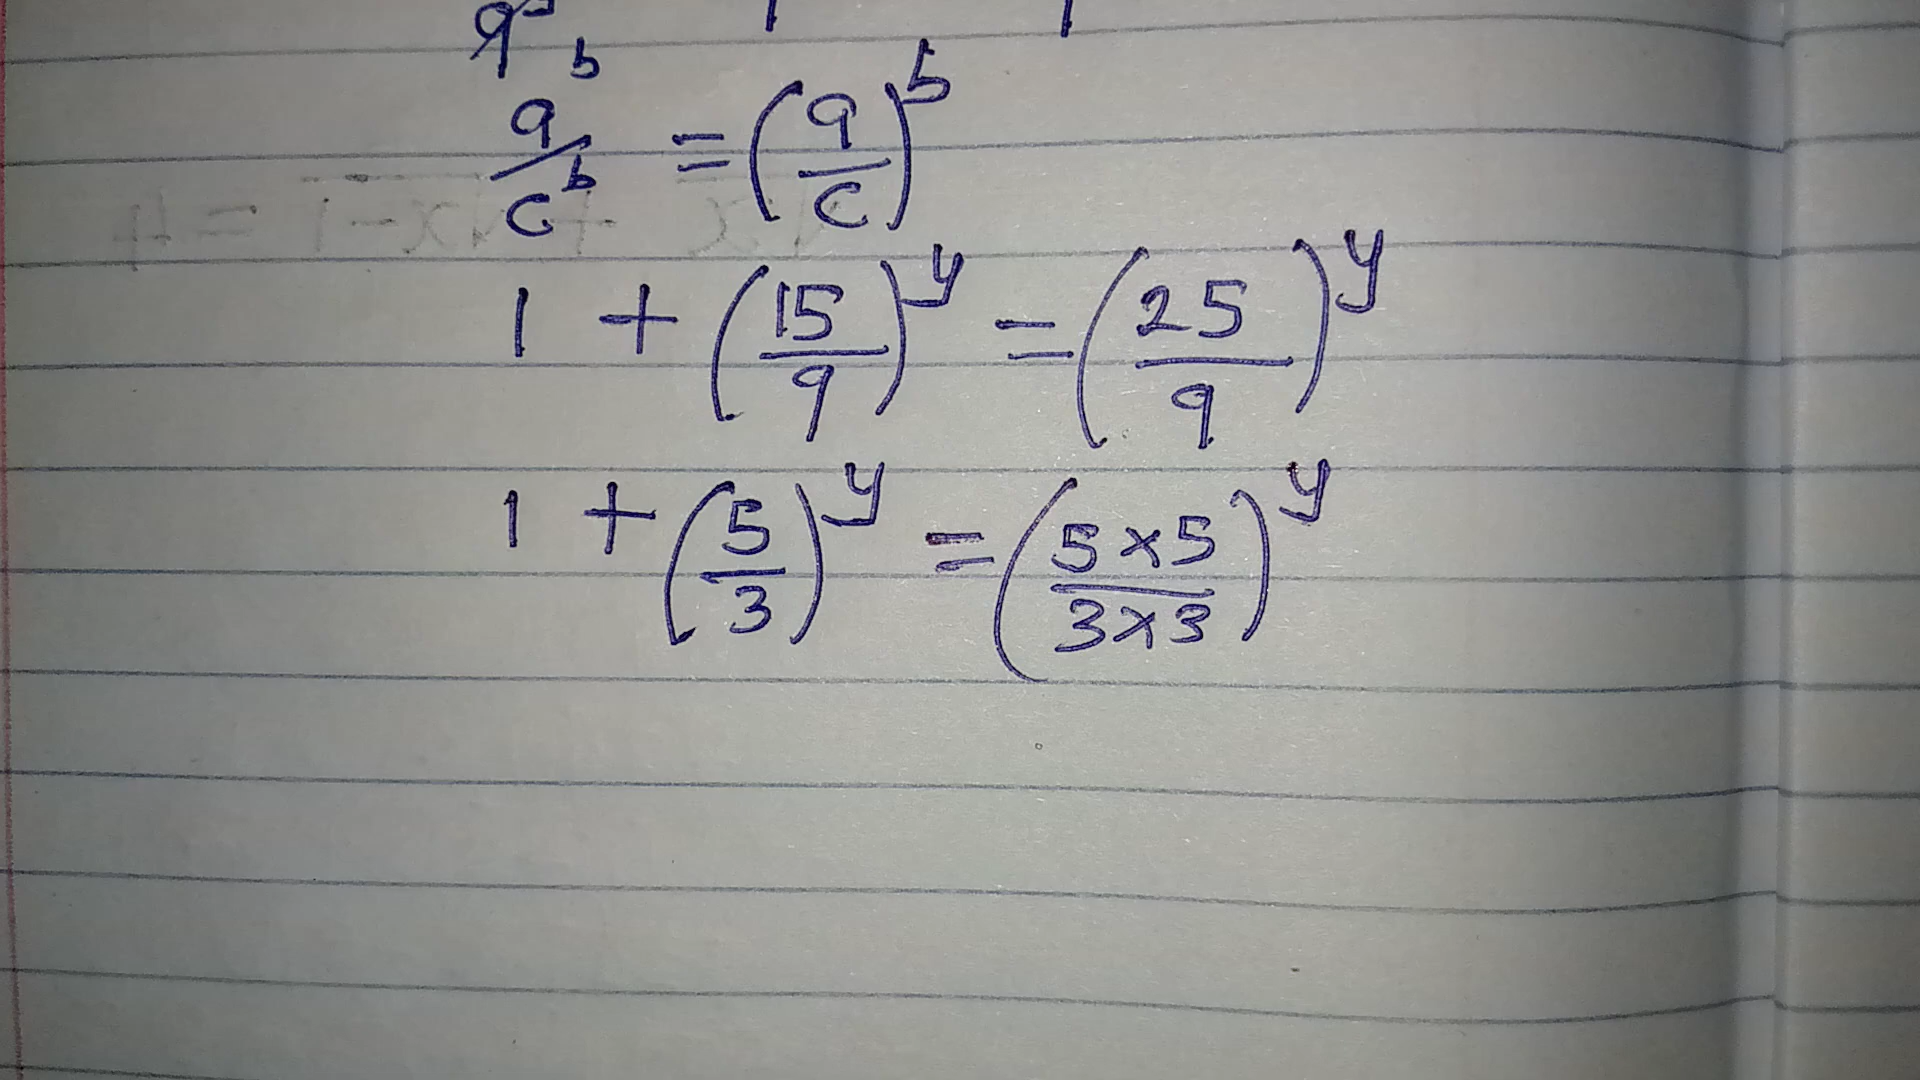 b
a^b/c^b = (a/c)^b
1 + (15/9)^y = (25/9)^y
1 + (5/3)^y = (5×5/3×3)^y